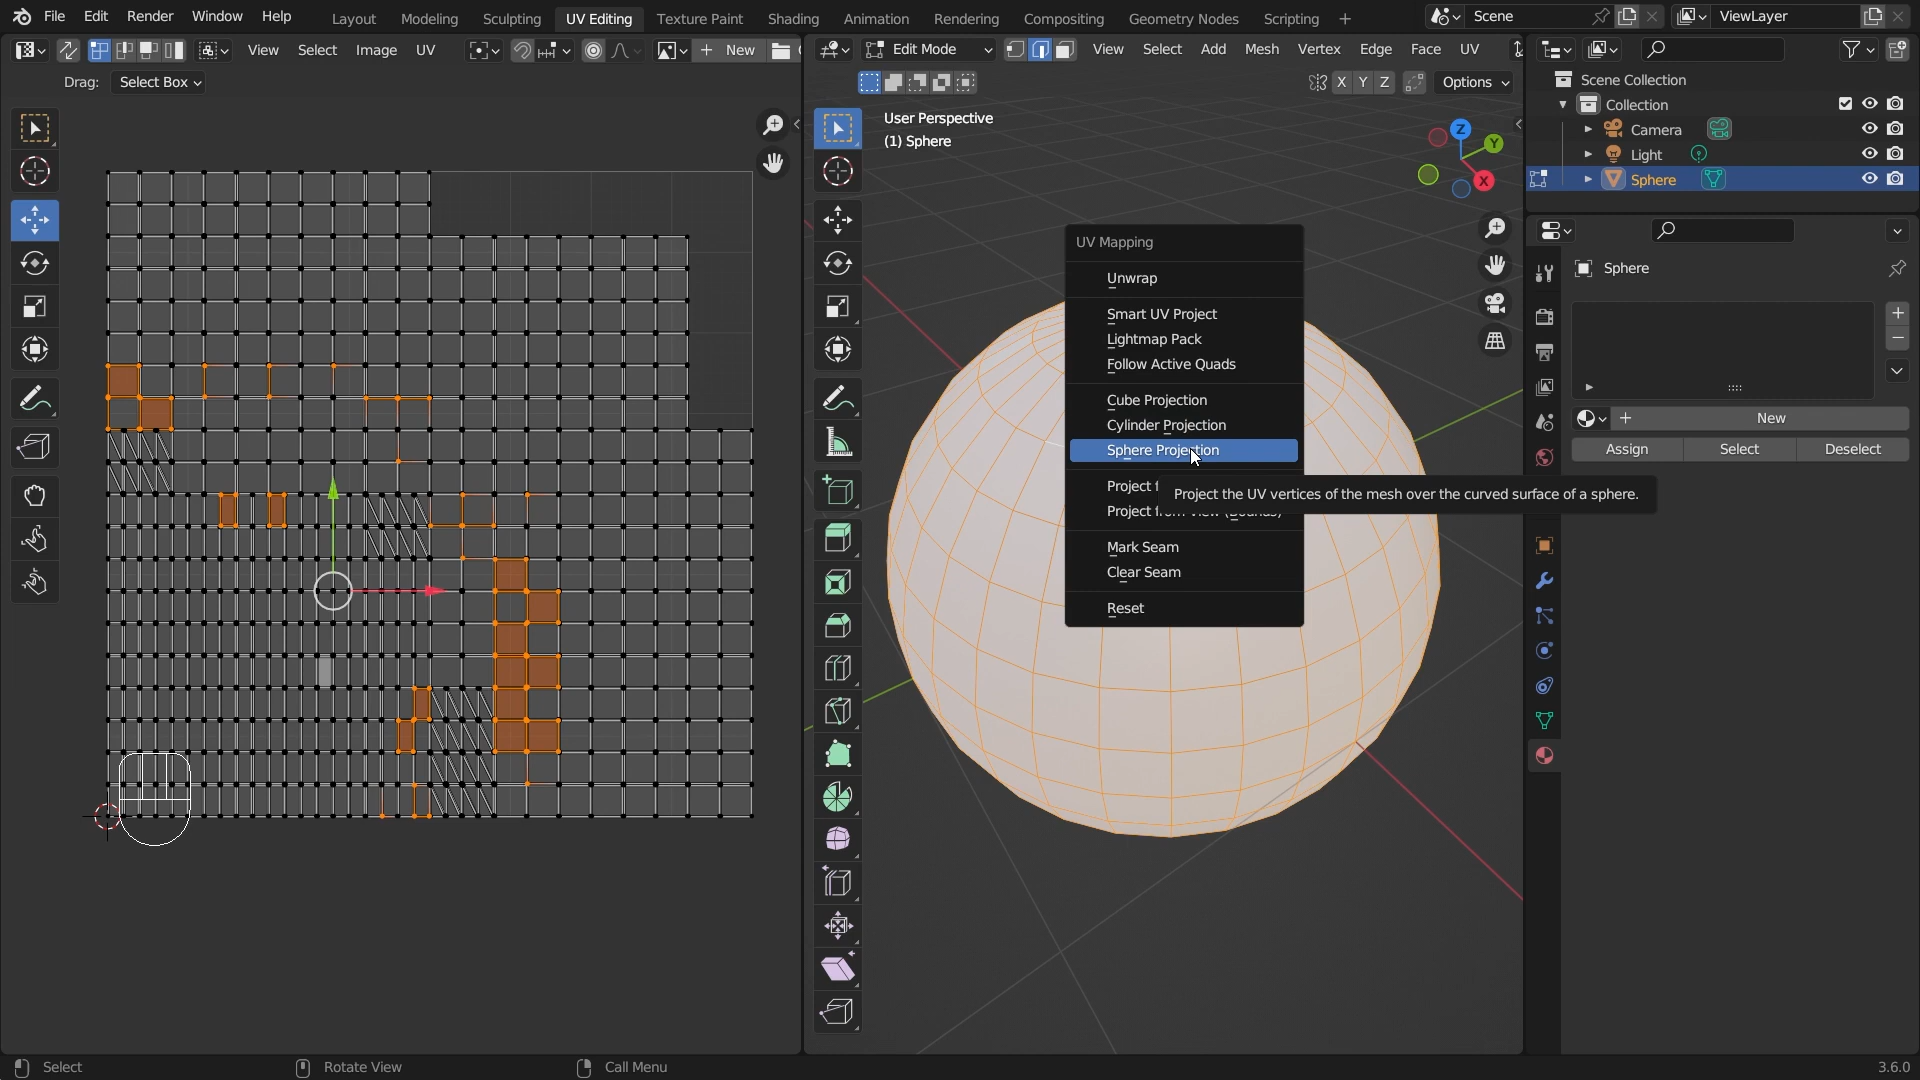 File Edit Render Window Help Layout Modeling Sculpting UV Editing Texture Paint Shading Animation Rendering Compositing Geometry Nodes Scripting + Scene ViewLayer
View Select Image UV New Edit Mode View Select Add Mesh Vertex Edge Face UV
Drag: Select Box X Y Z Options
Scene Collection
Collection
Camera
Light
Sphere
User Perspective
(1) Sphere
Z
Y
X
UV Mapping
Unwrap
Smart UV Project
Lightmap Pack
Follow Active Quads
Cube Projection
Cylinder Projection
Sphere Projection
Project f
Project from View (Bounds)
Mark Seam
Clear Seam
Reset
Project the UV vertices of the mesh over the curved surface of a sphere.
Sphere
New
Assign Select Deselect
Select Rotate View Call Menu 3.6.0